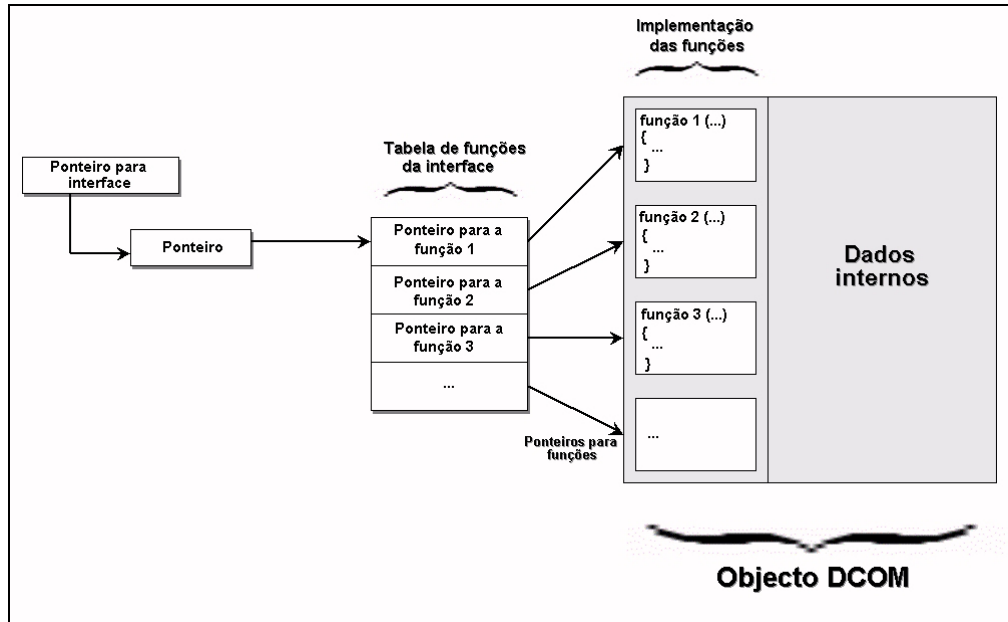 Implementação
das funções
função 1 (...)
{
...
}
Tabela de funções
da interface
Ponteiro para
interface
Ponteiro
Ponteiro para a
função 1
Ponteiro para a
função 2
Ponteiro para a
função 3
...
função 2 (...)
{
...
}
Dados
internos
função 3 (...)
{
...
}
Ponteiros para
funções
...
Objecto DCOM